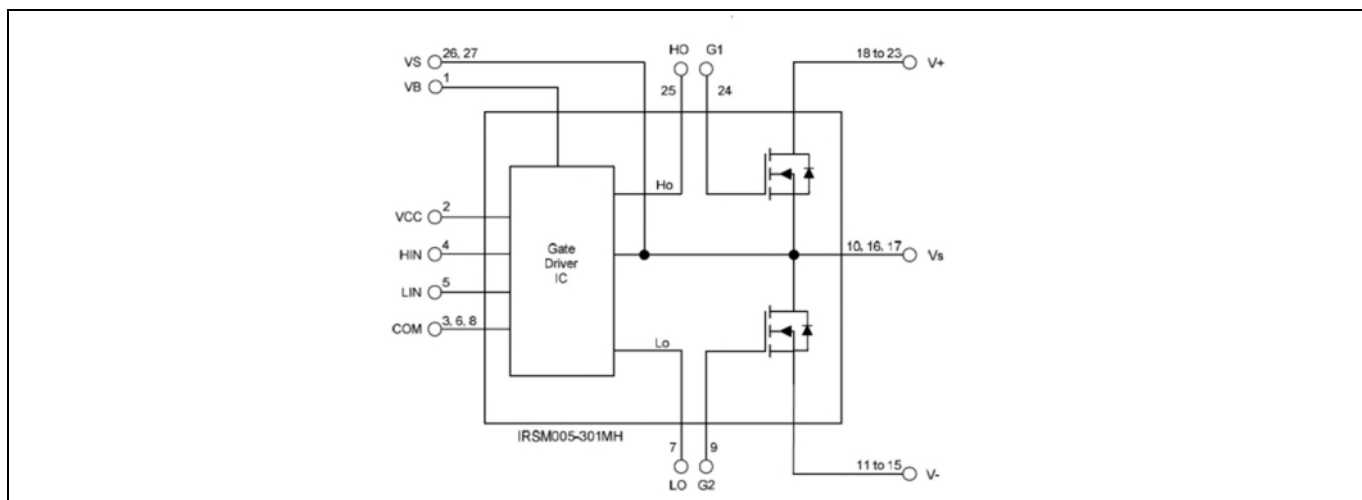 HO G1
VS 26, 27
18 to 23 V+
VB 1
25 24
Ho
VCC 2
HIN 4
Gate
Driver
IC
10, 16, 17 Vs
LIN 5
COM 3, 6, 8
Lo
IRSM005-301MH
7 9
LO G2
11 to 15 V-